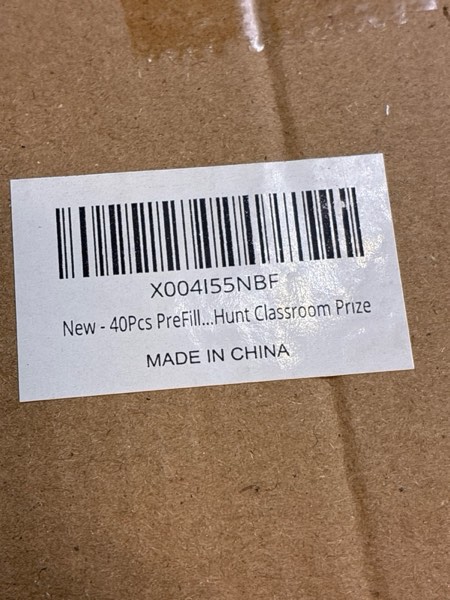 X004I55NBF
New - 40Pcs PreFill...Hunt Classroom Prize
MADE IN CHINA